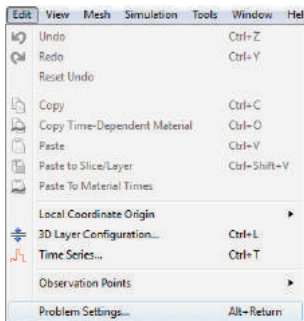 Edit View Mesh Simulation Tools Window Hel
Undo Ctrl+Z
Redo Ctrl+Y
Reset Undo
Copy Ctrl+C
Copy Time-Dependent Material Ctrl+O
Paste Ctrl+V
Paste to Slice/Layer Ctrl+Shift+V
Paste To Material Times
Local Coordinate Origin
3D Layer Configuration... Ctrl+L
Time Series... Ctrl+T
Observation Points
Problem Settings... Alt+Return